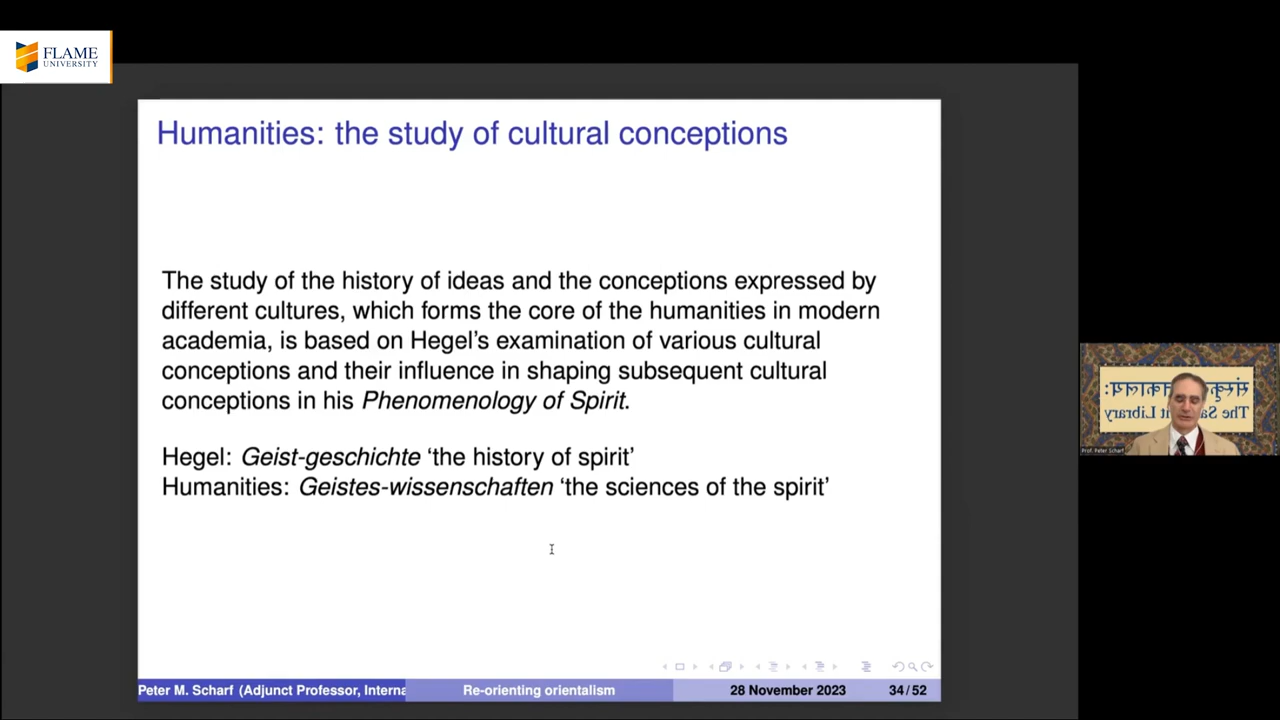 FLAME
UNIVERSITY
Humanities: the study of cultural conceptions
The study of the history of ideas and the conceptions expressed by
different cultures, which forms the core of the humanities in modern
academia, is based on Hegel's examination of various cultural
conceptions and their influence in shaping subsequent cultural
conceptions in his Phenomenology of Spirit.
Hegel: Geist-geschichte ‘the history of spirit’
Humanities: Geistes-wissenschaften ‘the sciences of the spirit’
Peter M. Scharf (Adjunct Professor, Interna
Re-orienting orientalism
28 November 2023
34/52
The Sa t Library
Prof. Peter Scharf